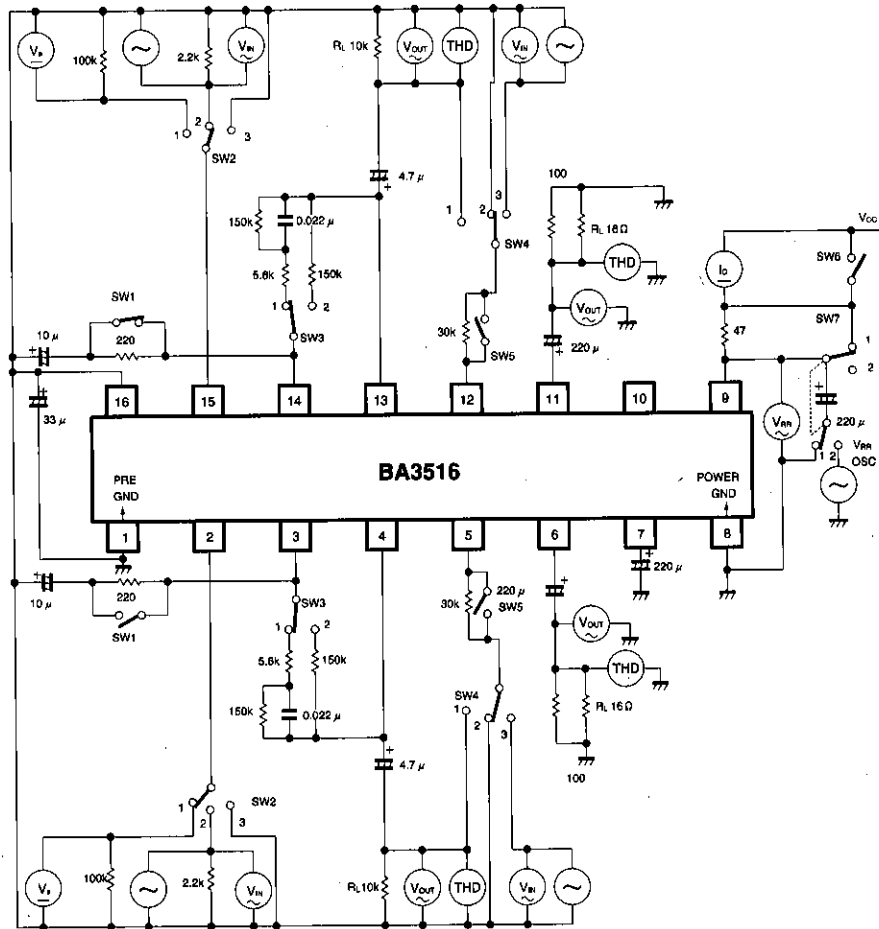 V₈ 100k 2.2k V_IN R_L 10k V_OUT THD V_IN
1 2 3
SW2
4.7 μ
+
100
150k 0.022 μ
1 2 3
R_L 16Ω
V_CC
SW4
THD
I_Q SW6
5.6k 150k
SW1
1 2
V_OUT
SW7
10 μ
SW3
30k
SW5
47
1
+ 220
220 μ
2
16 15 14 13 12 11 10 9
33 μ
V_RR
220 μ
1 2
V_RR
OSC
BA3516
PRE
GND
POWER
GND
1 2 3 4 5 6 7 8
220
SW3
220 μ
220 μ
10 μ
30k
SW5
SW1
1 2
V_OUT
5.6k 150k
THD
SW4
1 2 3
R_L 16Ω
150k 0.022 μ
+
4.7 μ
100
1 2 3
SW2
100k 2.2k V_IN R_L 10k V_OUT THD V_IN